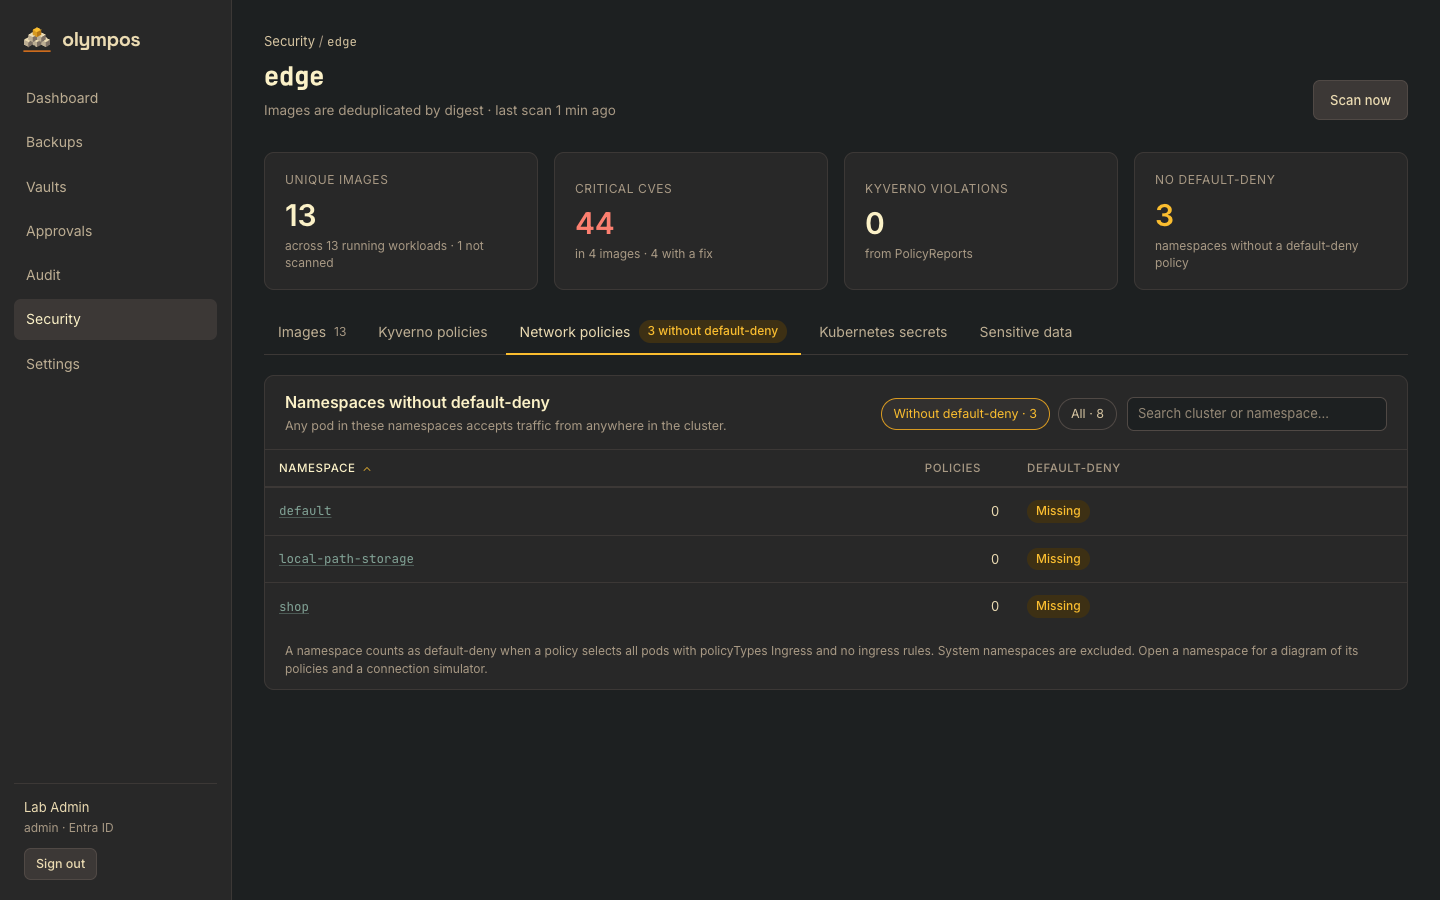 olympos
Dashboard
Backups
Vaults
Approvals
Audit
Security
Settings
Lab Admin
admin · Entra ID
Sign out
Security / edge
edge
Images are deduplicated by digest · last scan 1 min ago
Scan now
UNIQUE IMAGES
13
across 13 running workloads · 1 not
scanned
CRITICAL CVES
44
in 4 images · 4 with a fix
KYVERNO VIOLATIONS
0
from PolicyReports
NO DEFAULT-DENY
3
namespaces without a default-deny
policy
Images 13 Kyverno policies Network policies 3 without default-deny Kubernetes secrets Sensitive data
Namespaces without default-deny
Any pod in these namespaces accepts traffic from anywhere in the cluster.
Without default-deny · 3 All · 8 Search cluster or namespace...
NAMESPACE POLICIES DEFAULT-DENY
default 0 Missing
local-path-storage 0 Missing
shop 0 Missing
A namespace counts as default-deny when a policy selects all pods with policyTypes Ingress and no ingress rules. System namespaces are excluded. Open a namespace for a diagram of its
policies and a connection simulator.